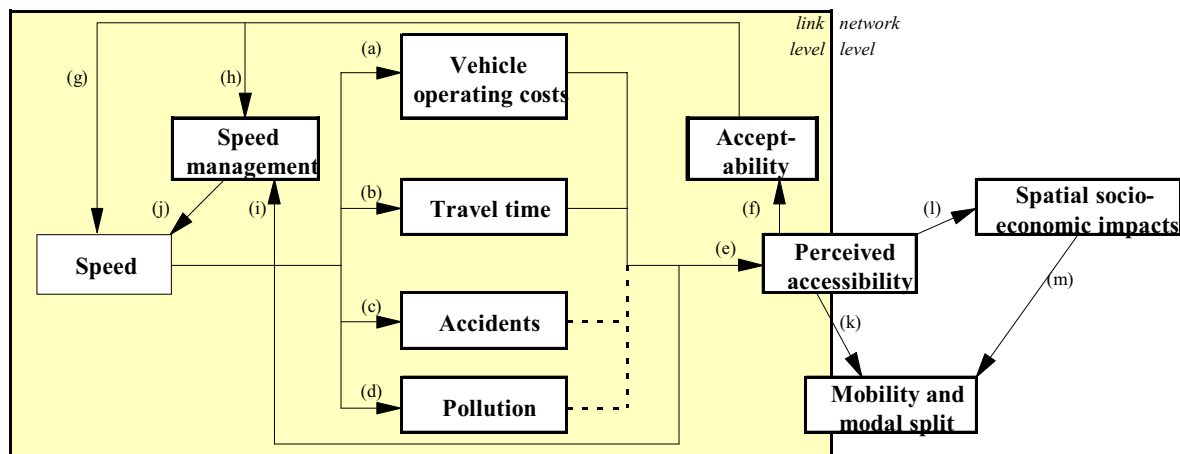 link network
level level
(a)
Vehicle
operating costs
(g)
(h)
Speed
management
Accept-
ability
(b)
Travel time
(j)
(i)
(f)
(l)
Spatial socio-
economic impacts
Speed
(e)
Perceived
accessibility
(m)
(c)
Accidents
(k)
(d)
Pollution
Mobility and
modal split